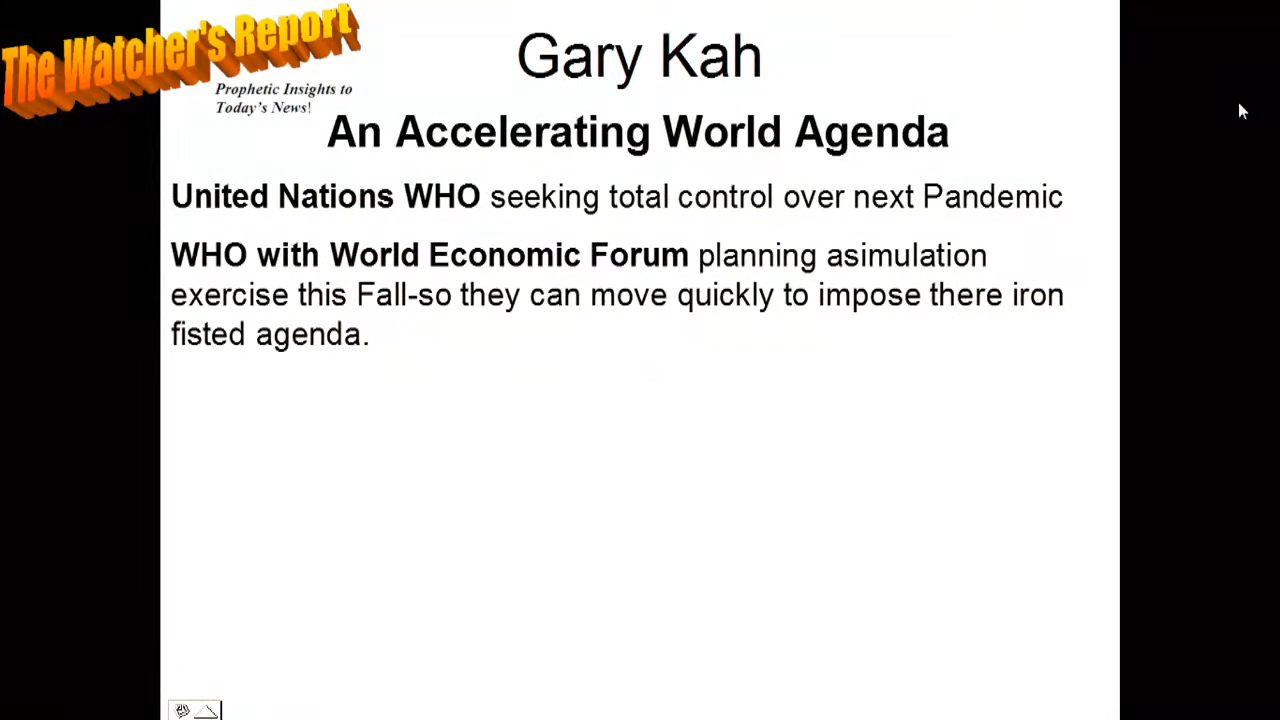 The Watcher's Report
Prophetic Insights to
Today's News!
Gary Kah
An Accelerating World Agenda
United Nations WHO seeking total control over next Pandemic
WHO with World Economic Forum planning asimulation
exercise this Fall-so they can move quickly to impose there iron
fisted agenda.